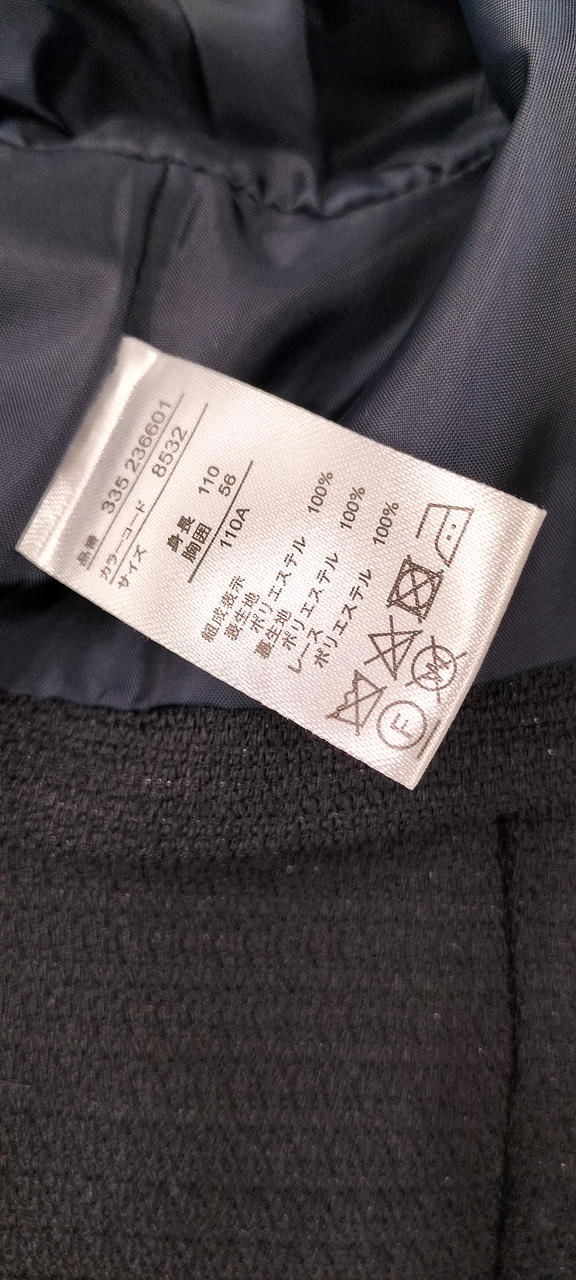 品番 335 236601
カラーコード 8532
サイズ
身長 110
胸囲 56
110A
組成表示
表生地
ポリエステル 100%
裏生地
ポリエステル 100%
レース
ポリエステル 100%
F
W